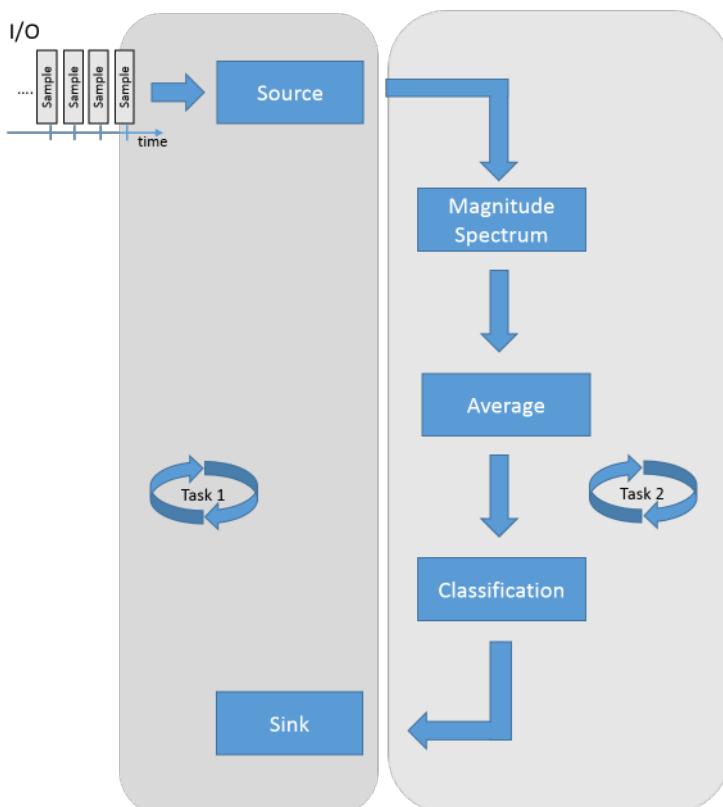 I/O
....
Sample
Sample
Sample
Sample
time
Source
Magnitude
Spectrum
Average
Task 1
Task 2
Classification
Sink